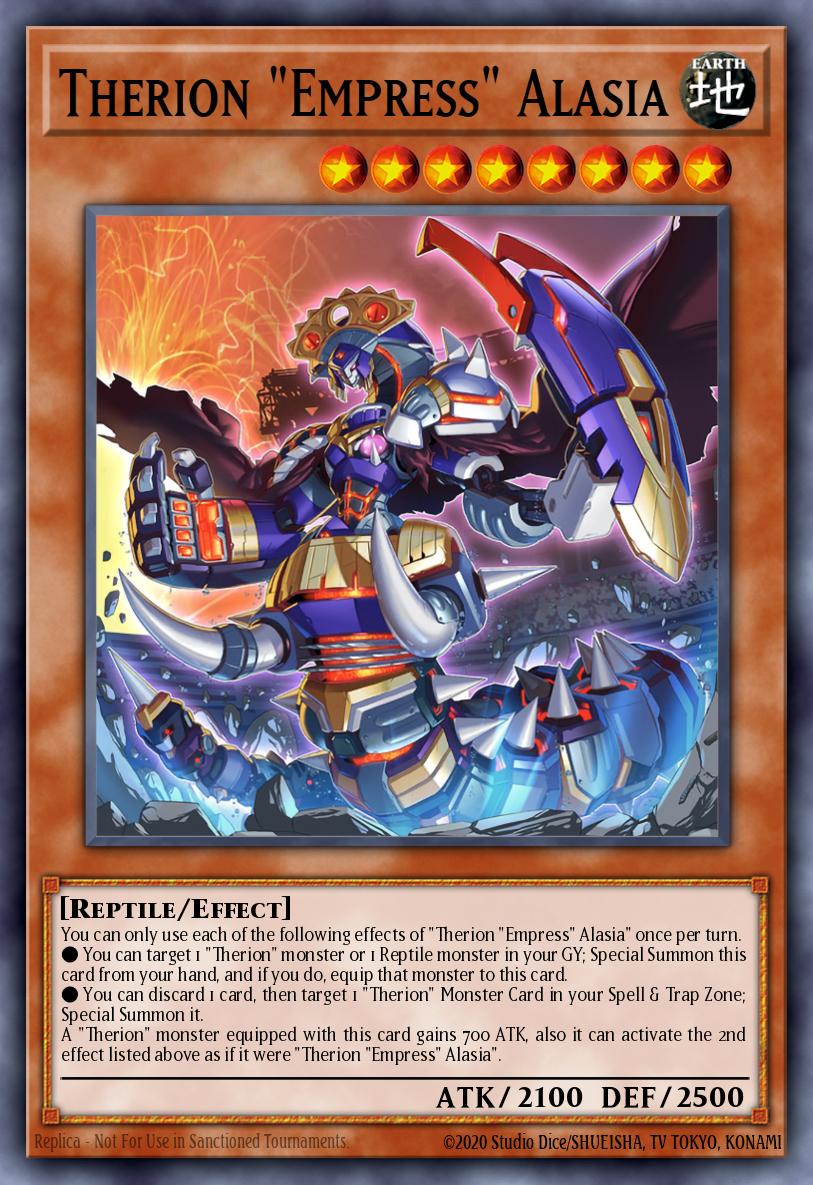 Therion "Empress" Alasia
EARTH
地
[Reptile/Effect]
You can only use each of the following effects of "Therion "Empress" Alasia" once per turn.
● You can target 1 "Therion" monster or 1 Reptile monster in your GY; Special Summon this
card from your hand, and if you do, equip that monster to this card.
● You can discard 1 card, then target 1 "Therion" Monster Card in your Spell & Trap Zone;
Special Summon it.
A "Therion" monster equipped with this card gains 700 ATK, also it can activate the 2nd
effect listed above as if it were "Therion "Empress" Alasia".
ATK/2100 DEF/2500
Replica - Not For Use in Sanctioned Tournaments.
©2020 Studio Dice/SHUEISHA, TV TOKYO, KONAMI